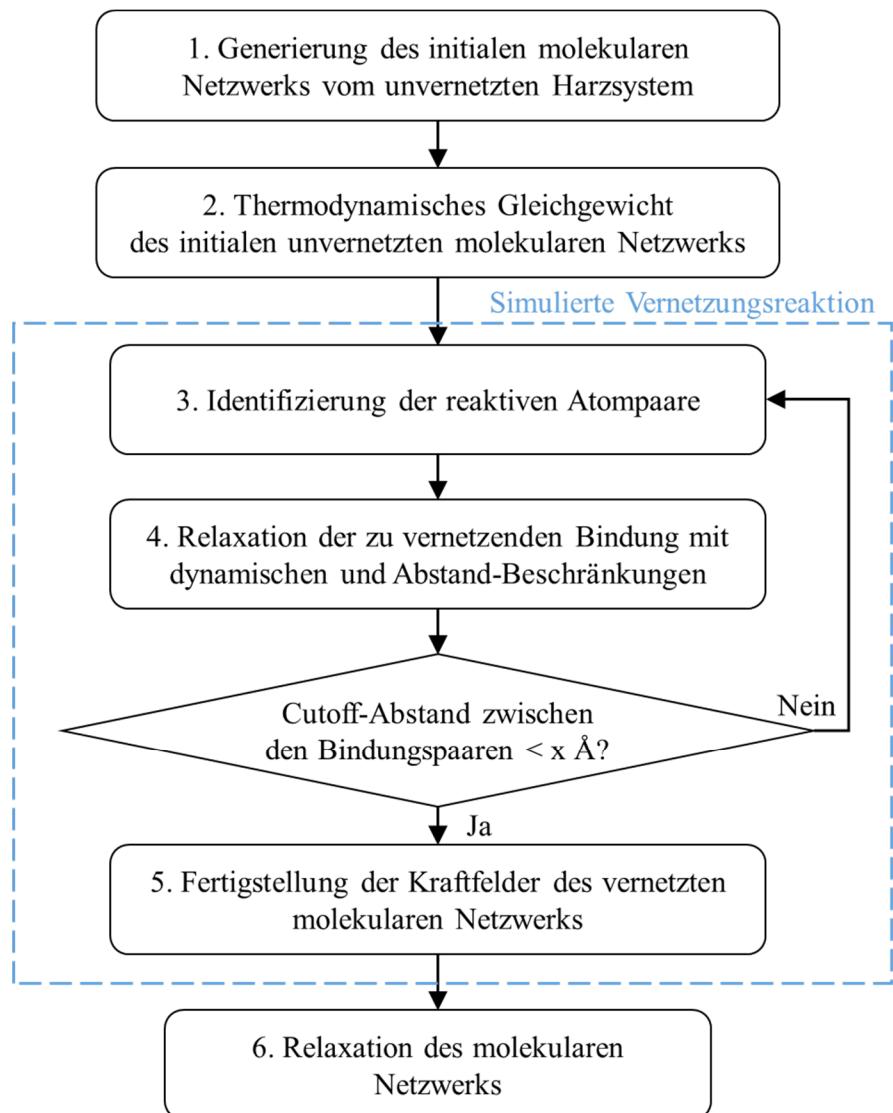 1. Generierung des initialen molekularen
Netzwerks vom unvernetzten Harzsystem
2. Thermodynamisches Gleichgewicht
des initialen unvernetzten molekularen Netzwerks
Simulierte Vernetzungsreaktion
3. Identifizierung der reaktiven Atompaare
4. Relaxation der zu vernetzenden Bindung mit
dynamischen und Abstand-Beschränkungen
Cutoff-Abstand zwischen
den Bindungspaaren < x Å?
Nein
Ja
5. Fertigstellung der Kraftfelder des vernetzten
molekularen Netzwerks
6. Relaxation des molekularen
Netzwerks